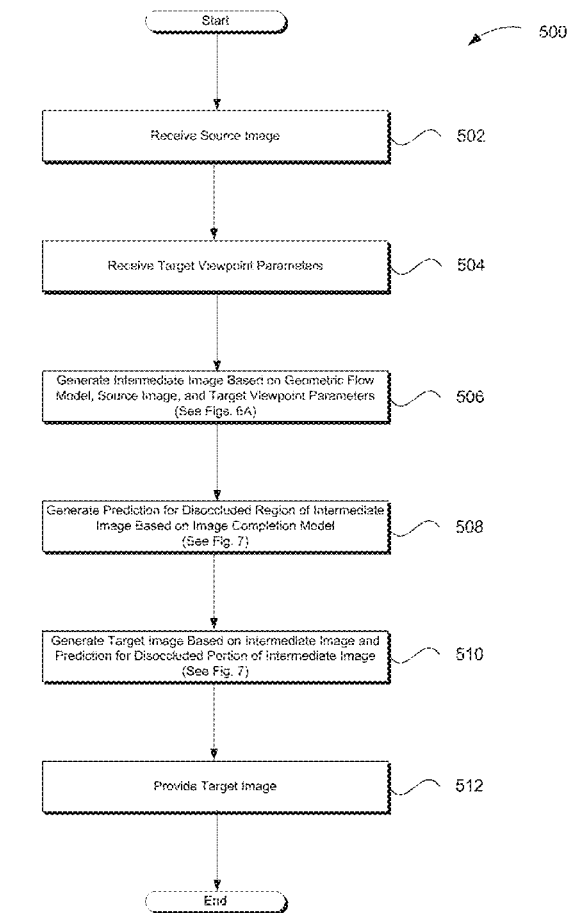 Start
500
Receive Source Image
502
Receive Target Viewpoint Parameters
504
Generate Intermediate Image Based on Geometric Flow
Model, Source Image, and Target Viewpoint Parameters
(See Figs. 6A)
506
Generate Prediction for Disoccluded Region of Intermediate
Image Based on Image Completion Model
(See Fig. 7)
508
Generate Target Image Based on Intermediate Image and
Prediction for Disoccluded Portion of Intermediate Image
(See Fig. 7)
510
Provide Target Image
512
End